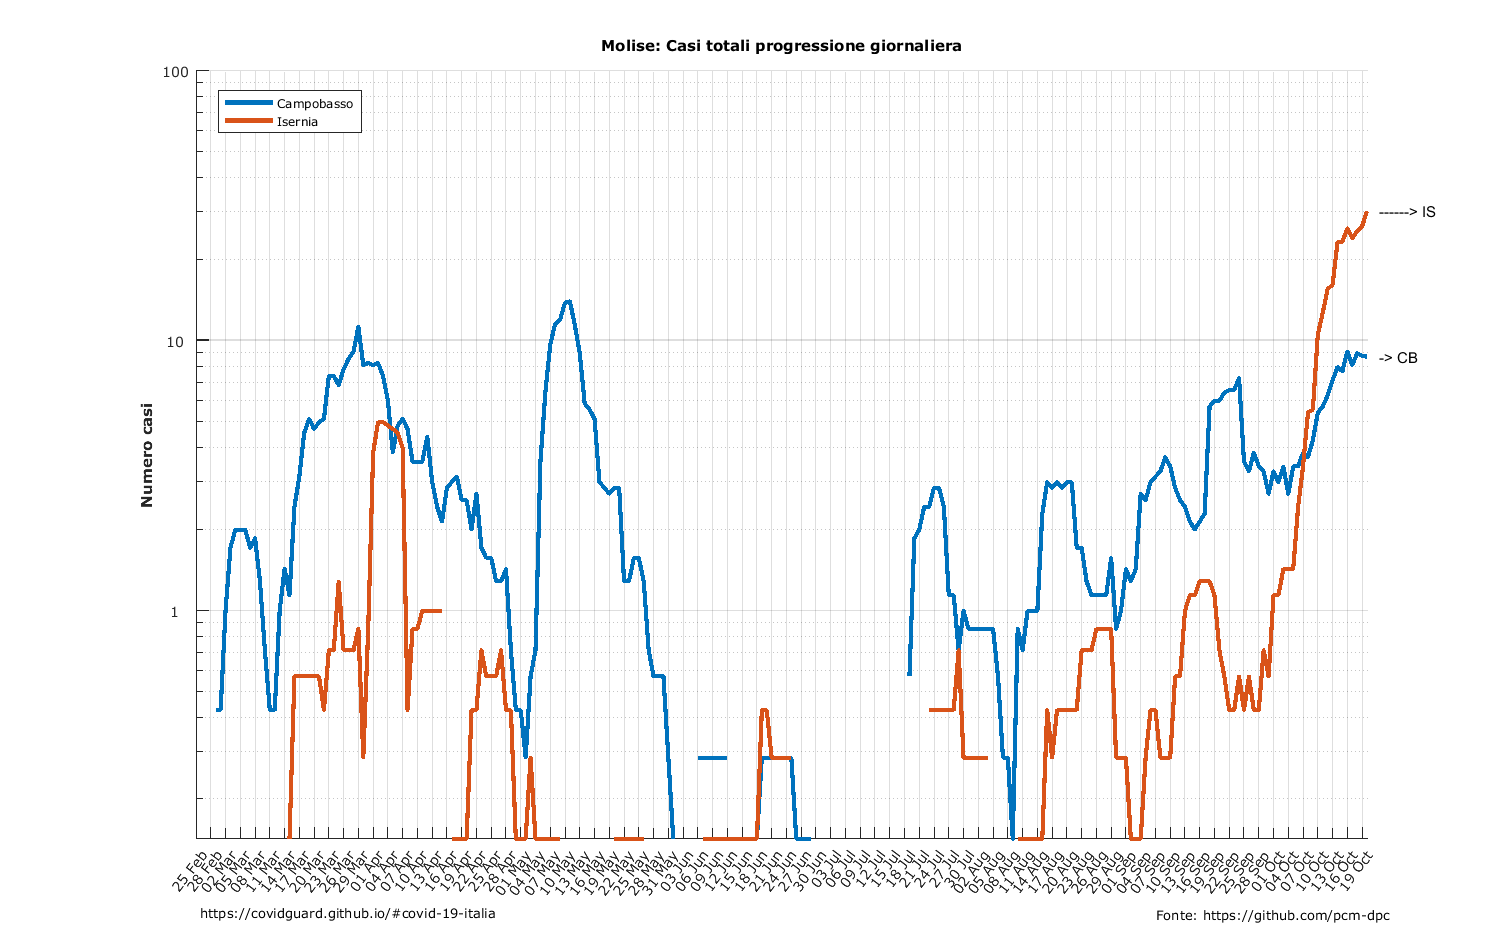 Molise: Casi totali progressione giornaliera
100
10
1
Numero casi
Campobasso
Isernia
------> IS
-> CB
25 Feb
28 Feb
02 Mar
05 Mar
08 Mar
11 Mar
14 Mar
17 Mar
20 Mar
23 Mar
26 Mar
29 Mar
01 Apr
04 Apr
07 Apr
10 Apr
13 Apr
16 Apr
19 Apr
22 Apr
25 Apr
28 Apr
01 May
04 May
07 May
10 May
13 May
16 May
19 May
22 May
25 May
28 May
31 May
03 Jun
06 Jun
09 Jun
12 Jun
15 Jun
18 Jun
21 Jun
24 Jun
27 Jun
30 Jun
03 Jul
06 Jul
09 Jul
12 Jul
15 Jul
18 Jul
21 Jul
24 Jul
27 Jul
30 Jul
02 Aug
05 Aug
08 Aug
11 Aug
14 Aug
17 Aug
20 Aug
23 Aug
26 Aug
29 Aug
01 Sep
04 Sep
07 Sep
10 Sep
13 Sep
16 Sep
19 Sep
22 Sep
25 Sep
28 Sep
01 Oct
04 Oct
07 Oct
10 Oct
13 Oct
16 Oct
19 Oct
https://covidguard.github.io/#covid-19-italia
Fonte: https://github.com/pcm-dpc